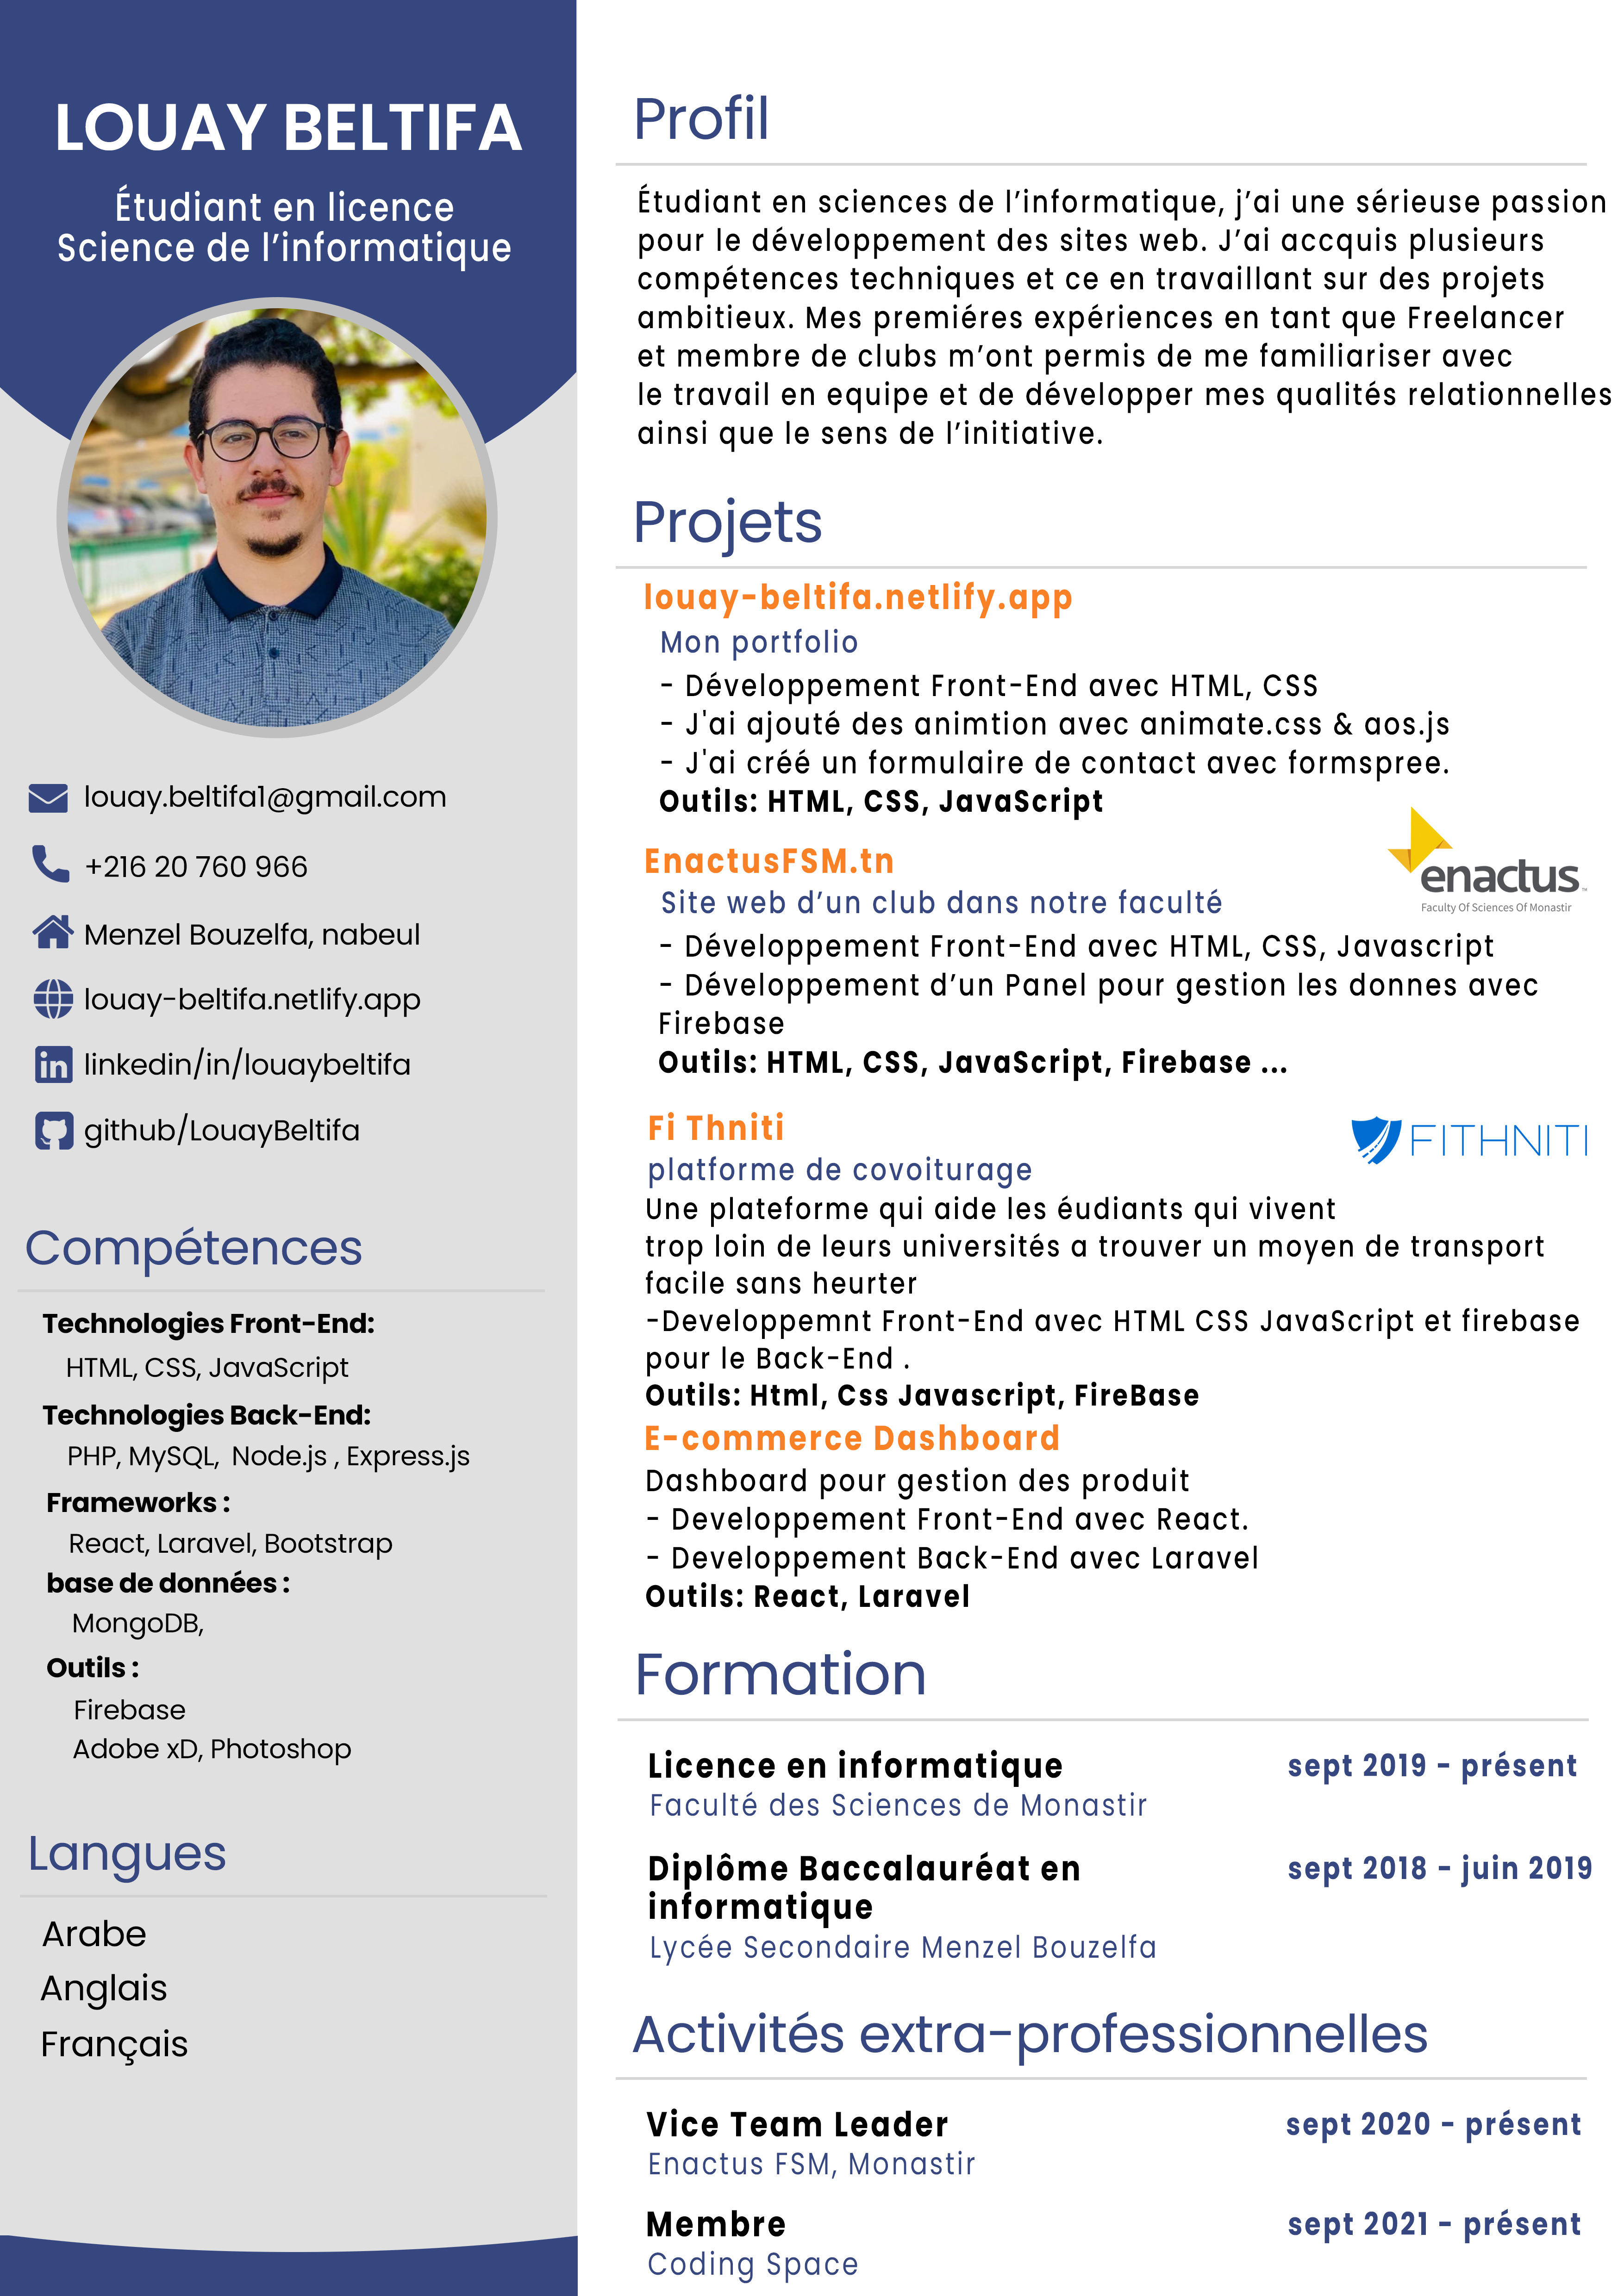 LOUAY BELTIFA
Étudiant en licence
Science de l’informatique
louay.beltifa1@gmail.com
+216 20 760 966
Menzel Bouzelfa, nabeul
louay-beltifa.netlify.app
linkedin/in/louaybeltifa
github/LouayBeltifa
Compétences
Technologies Front-End:
HTML, CSS, JavaScript
Technologies Back-End:
PHP, MySQL, Node.js , Express.js
Frameworks :
React, Laravel, Bootstrap
base de données :
MongoDB,
Outils :
Firebase
Adobe xD, Photoshop
Langues
Arabe
Anglais
Français
Profil
Étudiant en sciences de l’informatique, j’ai une sérieuse passion
pour le développement des sites web. J’ai accquis plusieurs
compétences techniques et ce en travaillant sur des projets
ambitieux. Mes premiéres expériences en tant que Freelancer
et membre de clubs m’ont permis de me familiariser avec
le travail en equipe et de développer mes qualités relationnelles
ainsi que le sens de l’initiative.
Projets
louay-beltifa.netlify.app
Mon portfolio
- Développement Front-End avec HTML, CSS
- J'ai ajouté des animtion avec animate.css & aos.js
- J'ai créé un formulaire de contact avec formspree.
Outils: HTML, CSS, JavaScript
EnactusFSM.tn
enactus™
Faculty Of Sciences Of Monastir
Site web d’un club dans notre faculté
- Développement Front-End avec HTML, CSS, Javascript
- Développement d’un Panel pour gestion les donnes avec
Firebase
Outils: HTML, CSS, JavaScript, Firebase ...
Fi Thniti
FITHNITI
platforme de covoiturage
Une plateforme qui aide les éudiants qui vivent
trop loin de leurs universités a trouver un moyen de transport
facile sans heurter
-Developpemnt Front-End avec HTML CSS JavaScript et firebase
pour le Back-End .
Outils: Html, Css Javascript, FireBase
E-commerce Dashboard
Dashboard pour gestion des produit
- Developpement Front-End avec React.
- Developpement Back-End avec Laravel
Outils: React, Laravel
Formation
Licence en informatique sept 2019 - présent
Faculté des Sciences de Monastir
Diplôme Baccalauréat en sept 2018 - juin 2019
informatique
Lycée Secondaire Menzel Bouzelfa
Activités extra-professionnelles
Vice Team Leader sept 2020 - présent
Enactus FSM, Monastir
Membre sept 2021 - présent
Coding Space